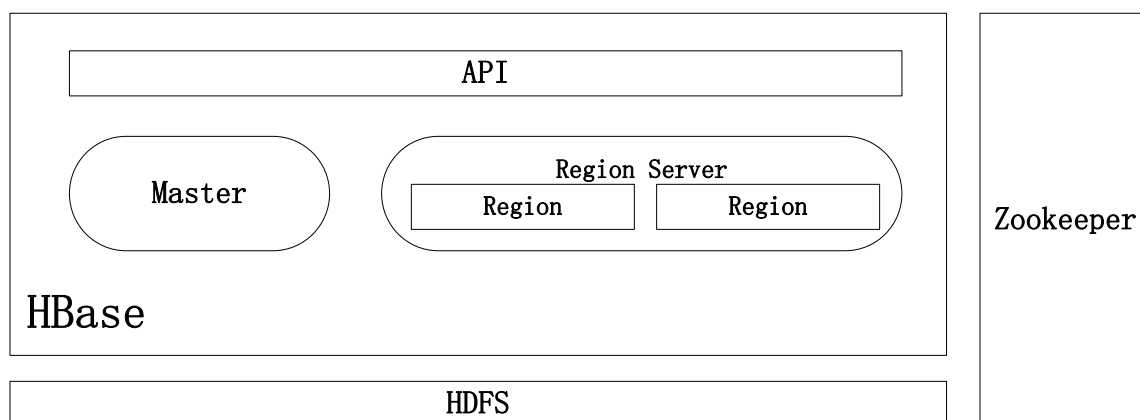 API
Master
Region Server
Region
Region
Zookeeper
HBase
HDFS